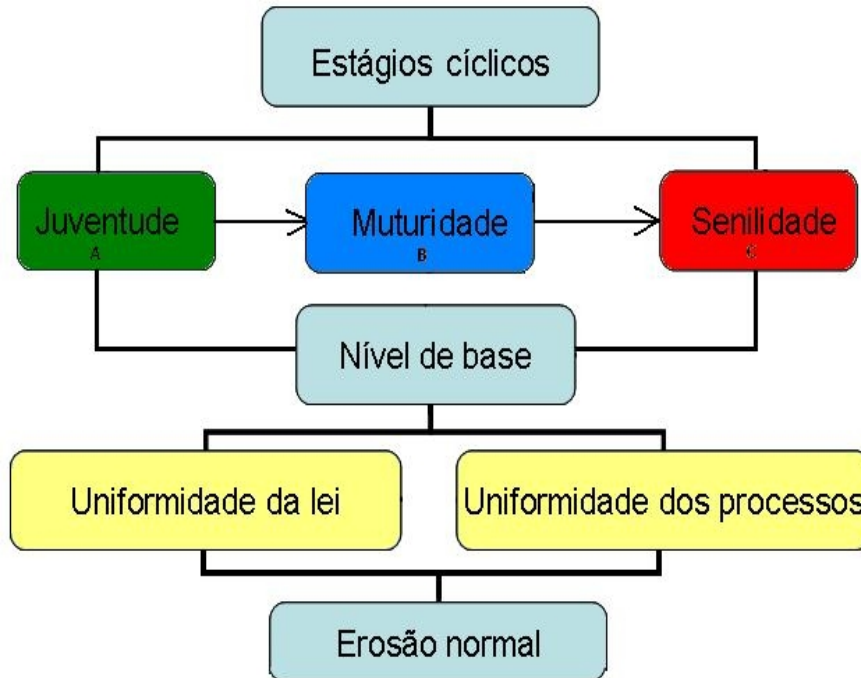 Estágios cíclicos
Juventude
A
Muturidade
B
Senilidade
C
Nível de base
Uniformidade da lei
Uniformidade dos processos
Erosão normal